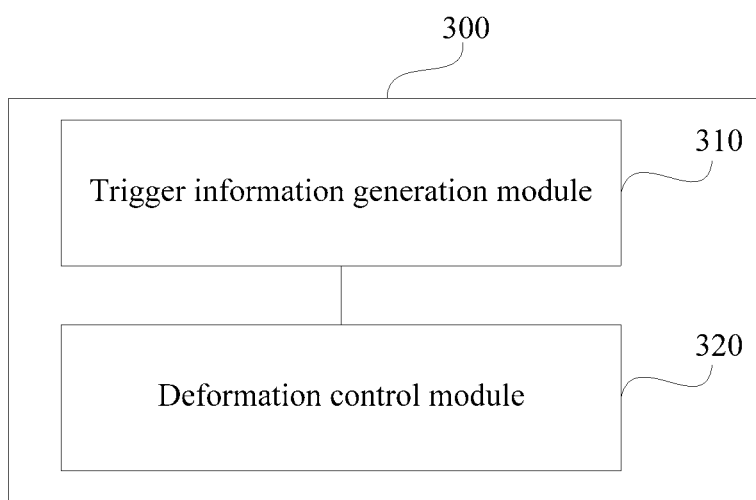 300
310
Trigger information generation module
320
Deformation control module